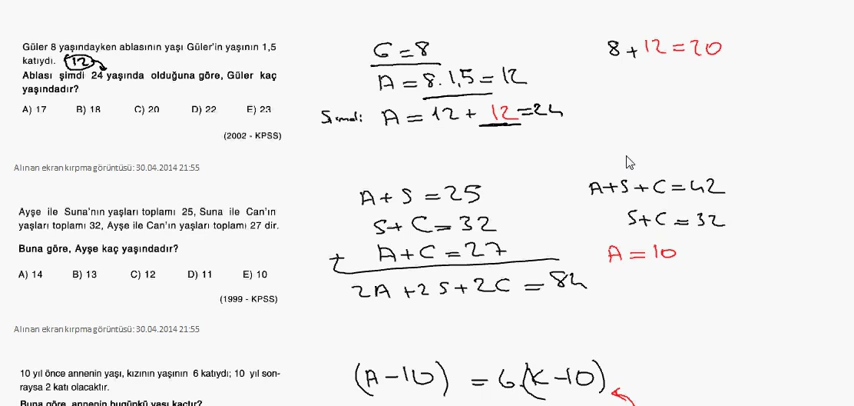 Güler 8 yaşındayken ablasının yaşı Güler'in yaşının 1,5
katıydı. 12
Ablası şimdi 24 yaşında olduğuna göre, Güler kaç
yaşındadır?
A) 17 B) 18 C) 20 D) 22 E) 23
(2002 - KPSS)
G = 8
A = 8.1,5 = 12
Şimdi: A = 12 + 12 = 24
8 + 12 = 20
Alınan ekran kırpma görüntüsü: 30.04.2014 21:55
Ayşe ile Suna'nın yaşları toplamı 25, Suna ile Can'ın
yaşları toplamı 32, Ayşe ile Can'ın yaşları toplamı 27 dir.
Buna göre, Ayşe kaç yaşındadır?
A) 14 B) 13 C) 12 D) 11 E) 10
(1999 - KPSS)
A + S = 25
S + C = 32
+ A + C = 27
2A + 2S + 2C = 84
A + S + C = 42
S + C = 32
A = 10
Alınan ekran kırpma görüntüsü: 30.04.2014 21:55
10 yıl önce annenin yaşı, kızının yaşının 6 katıydı; 10 yıl son-
raysa 2 katı olacaktır.
Buna göre, annenin bugünkü yaşı kaçtır?
(A - 10) = 6.(K - 10)